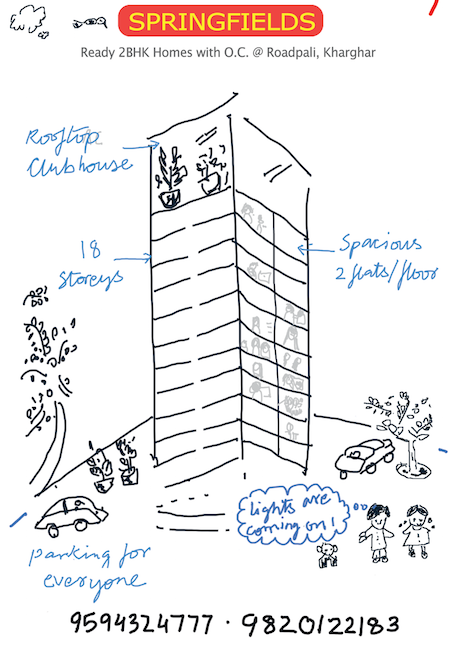 SPRINGFIELDS
Ready 2BHK Homes with O.C. @ Roadpali, Kharghar
Rooftop
Clubhouse
18
Storeys
Spacious
2 flats/floor
Lights are
coming on!
parking for
everyone
9594324777 · 9820122183